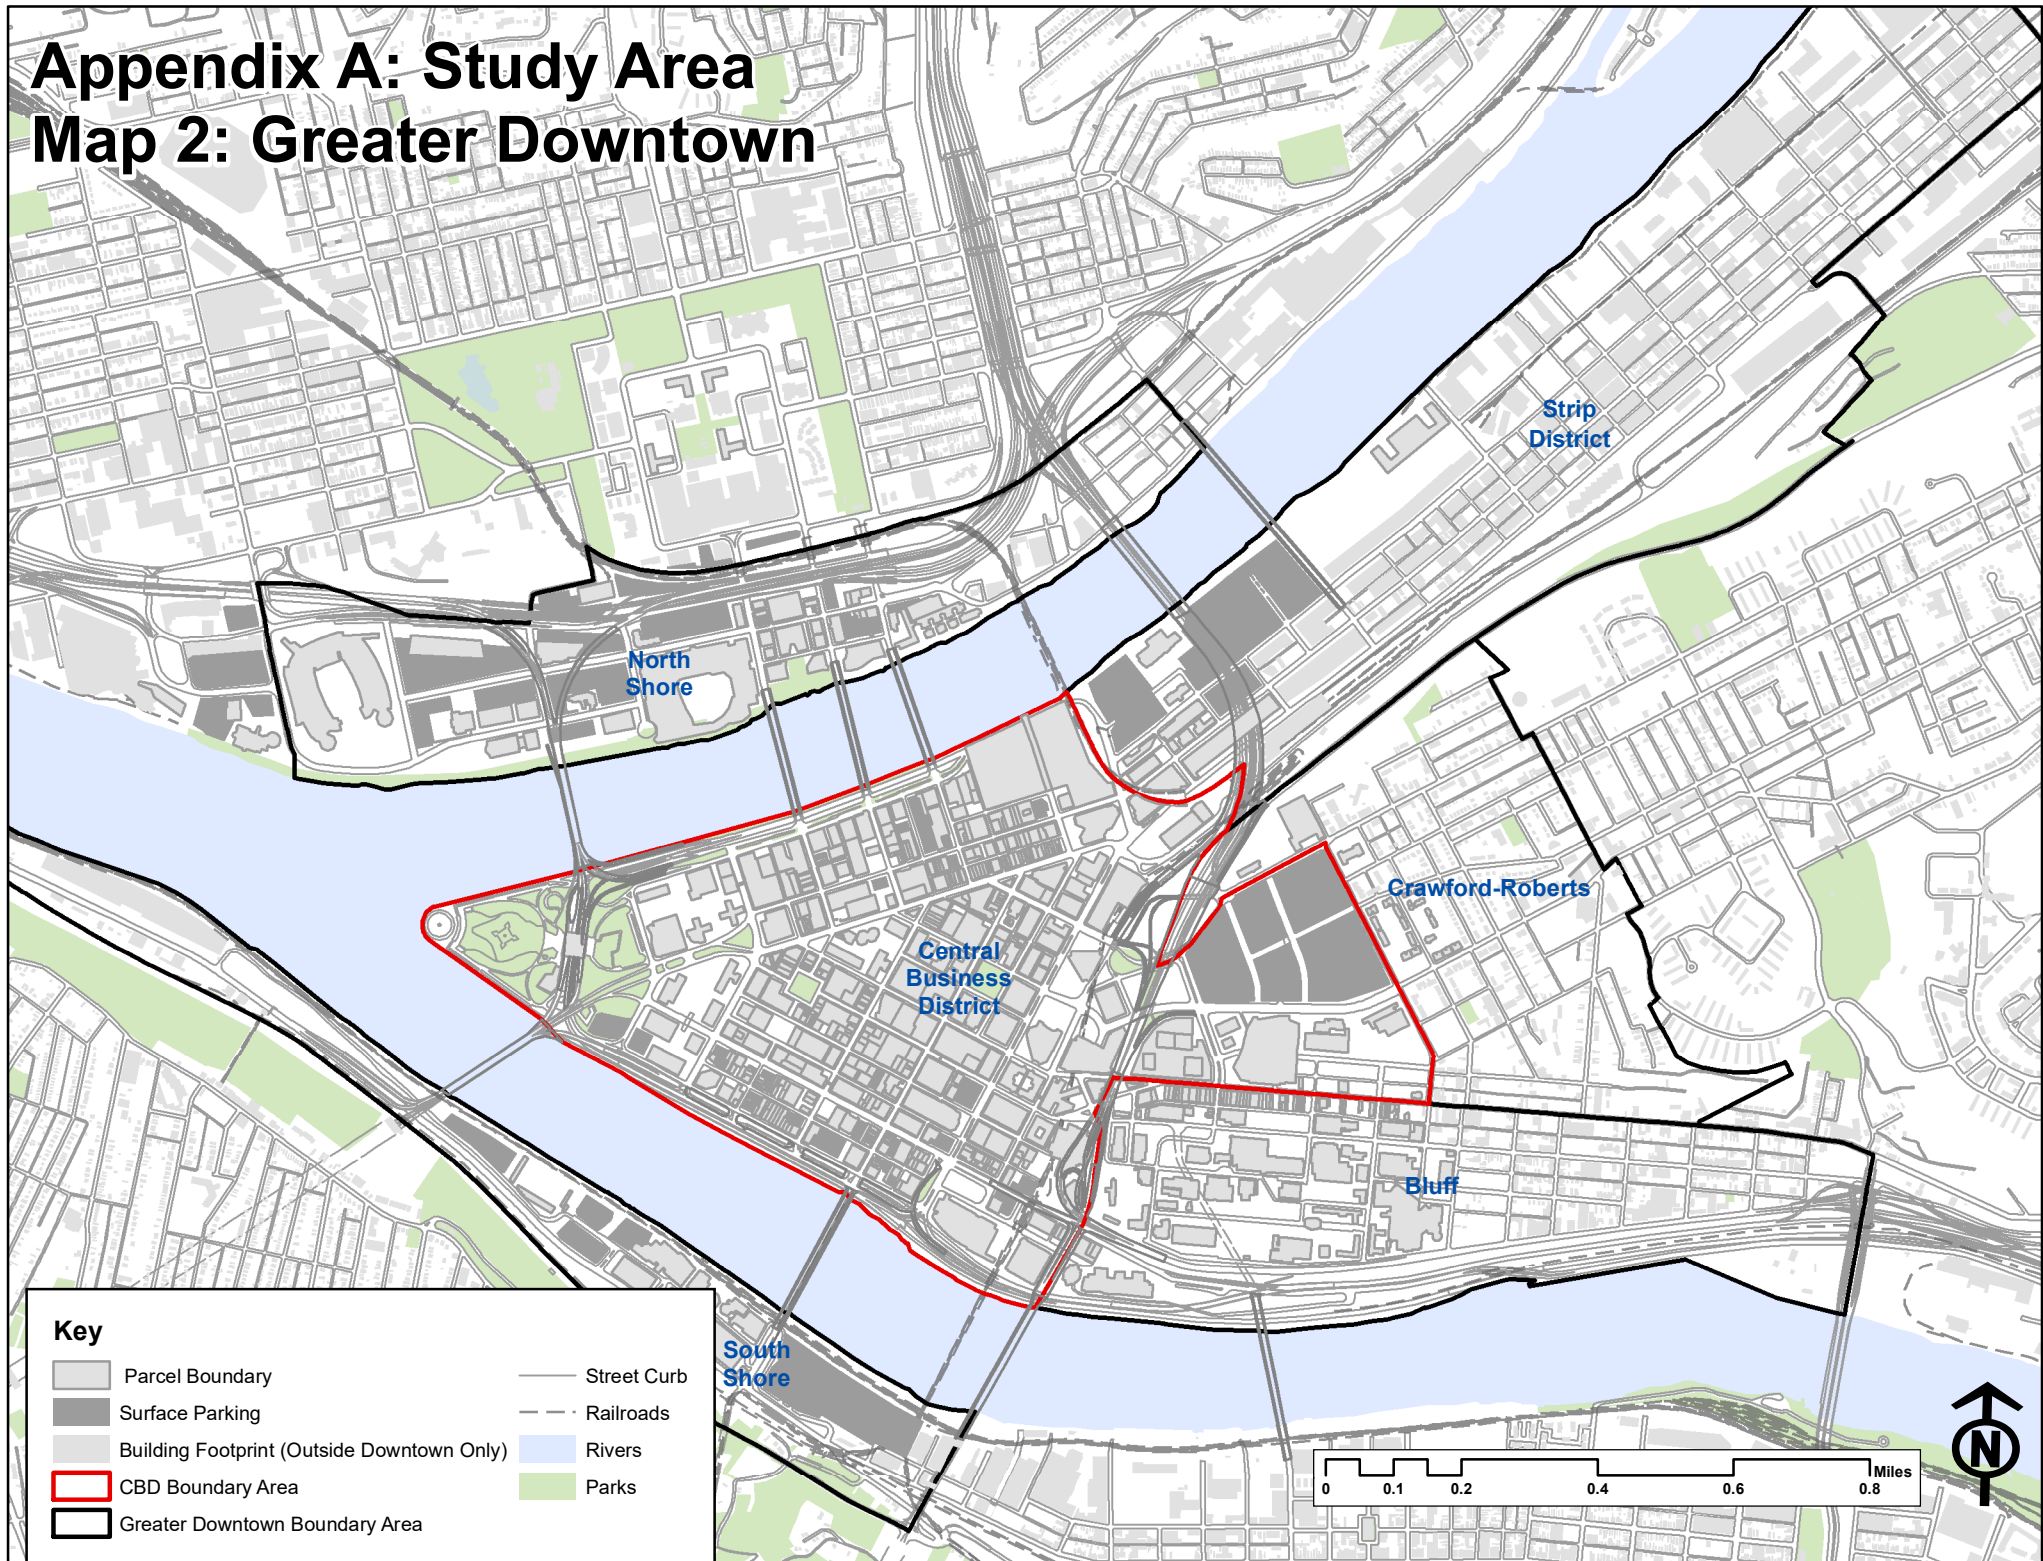 Appendix A: Study Area
Map 2: Greater Downtown
Strip
District
North
Shore
Crawford-Roberts
Central
Business
District
Bluff
South
Shore
Key
Parcel Boundary
Surface Parking
Building Footprint (Outside Downtown Only)
CBD Boundary Area
Greater Downtown Boundary Area
Street Curb
Railroads
Rivers
Parks
0 0.1 0.2 0.4 0.6 0.8
Miles
N